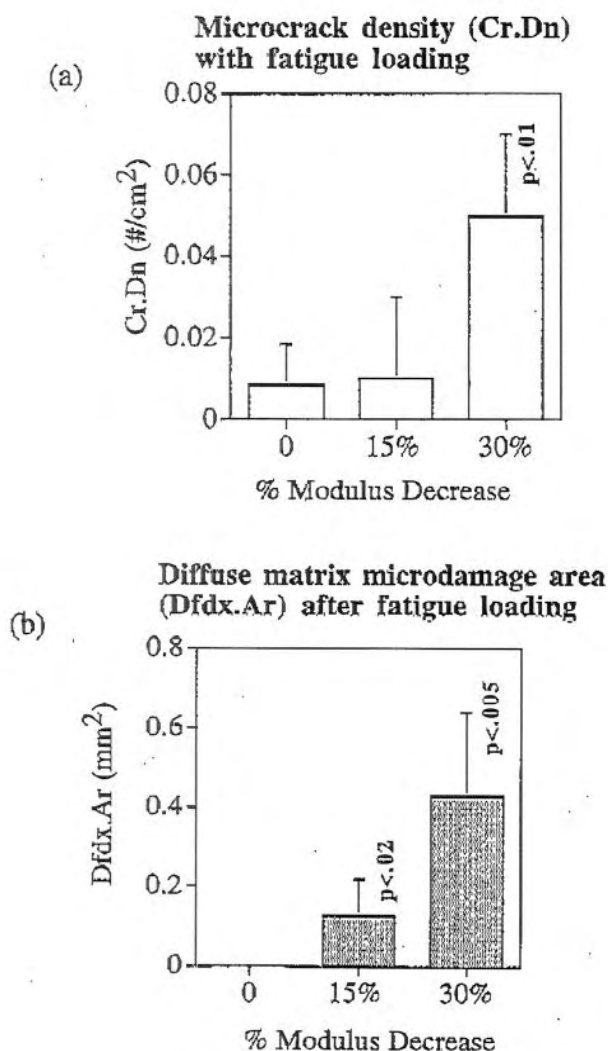 Microcrack density (Cr.Dn)
with fatigue loading
(a)
0.08
0.06
0.04
0.02
0
Cr.Dn (#/cm²)
p<.01
0 15% 30%
% Modulus Decrease
Diffuse matrix microdamage area
(Dfdx.Ar) after fatigue loading
(b)
0.8
0.6
0.4
0.2
0
Dfdx.Ar (mm²)
p<.02
p<.005
0 15% 30%
% Modulus Decrease